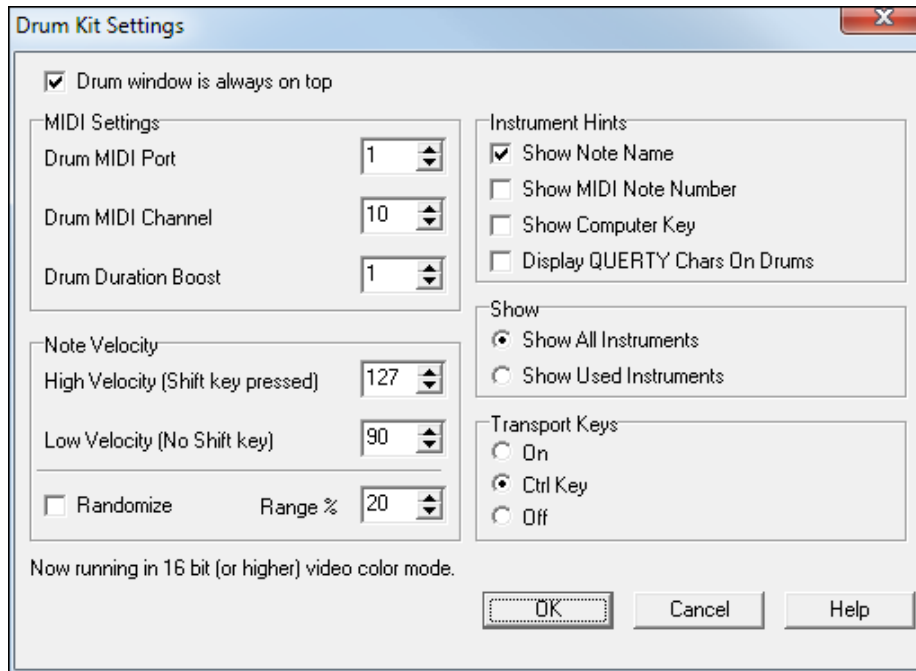 Drum Kit Settings
Drum window is always on top
MIDI Settings
Drum MIDI Port 1
Drum MIDI Channel 10
Drum Duration Boost 1
Note Velocity
High Velocity (Shift key pressed) 127
Low Velocity (No Shift key) 90
Randomize Range % 20
Instrument Hints
Show Note Name
Show MIDI Note Number
Show Computer Key
Display QUERTY Chars On Drums
Show
Show All Instruments
Show Used Instruments
Transport Keys
On
Ctrl Key
Off
Now running in 16 bit (or higher) video color mode.
OK Cancel Help